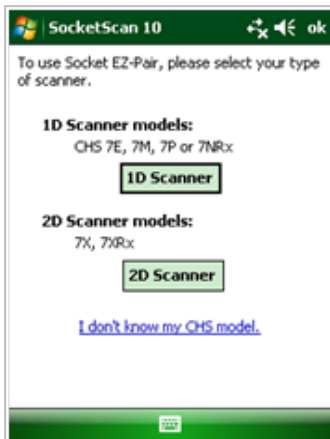 SocketScan 10
ok
To use Socket EZ-Pair, please select your type
of scanner.
1D Scanner models:
CHS 7E, 7M, 7P or 7NRx
1D Scanner
2D Scanner models:
7X, 7XRx
2D Scanner
I don't know my CHS model.